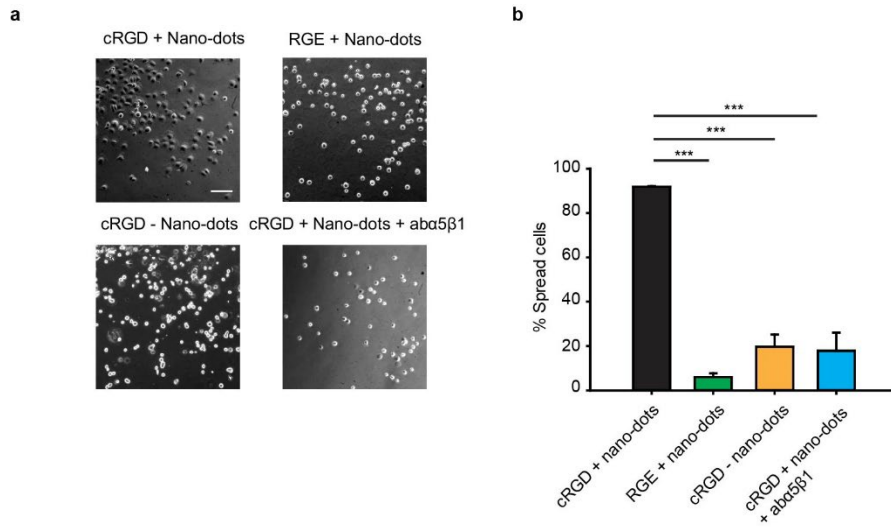 a
cRGD + Nano-dots
RGE + Nano-dots
cRGD - Nano-dots
cRGD + Nano-dots + abα5β1
b
***
***
***
100
80
60
40
20
0
% Spread cells
cRGD + nano-dots
RGE + nano-dots
cRGD - nano-dots
cRGD + nano-dots
+ abα5β1